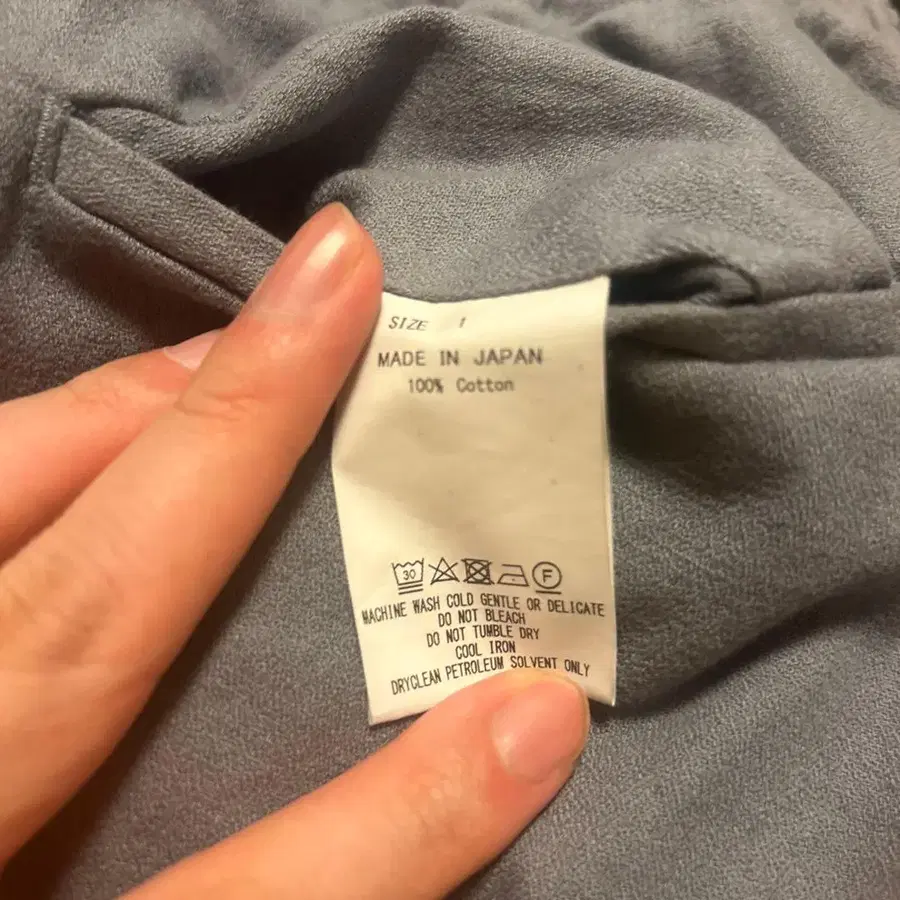 SIZE 1
MADE IN JAPAN
100% Cotton
30 F
MACHINE WASH COLD GENTLE OR DELICATE
DO NOT BLEACH
DO NOT TUMBLE DRY
COOL IRON
DRYCLEAN PETROLEUM SOLVENT ONLY